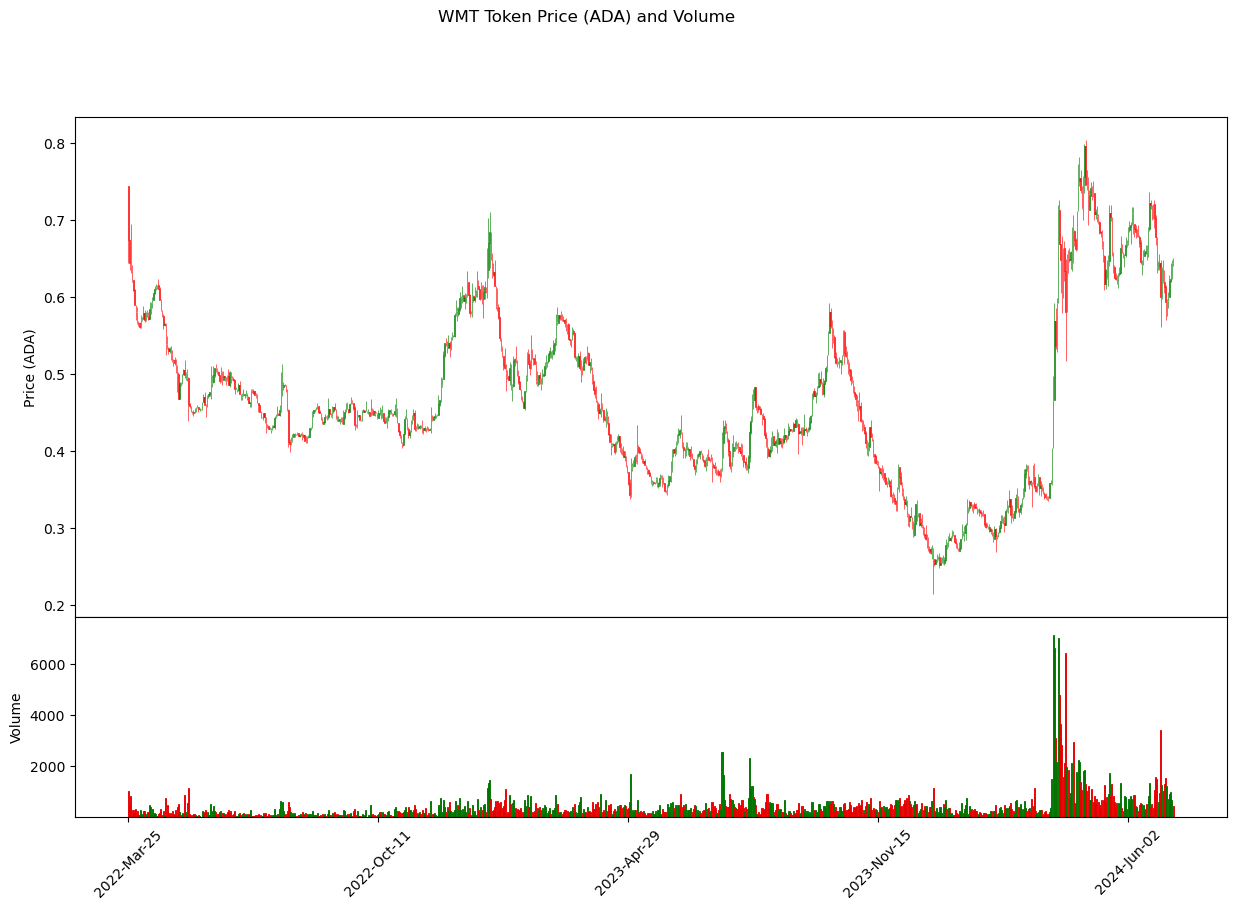 WMT Token Price (ADA) and Volume
0.8
0.7
0.6
0.5
0.4
0.3
0.2
Price (ADA)
6000
4000
2000
Volume
2022-Mar-25
2022-Oct-11
2023-Apr-29
2023-Nov-15
2024-Jun-02